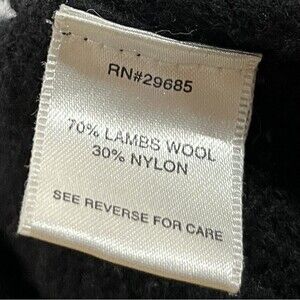 RN#29685
70% LAMBS WOOL
30% NYLON
SEE REVERSE FOR CARE